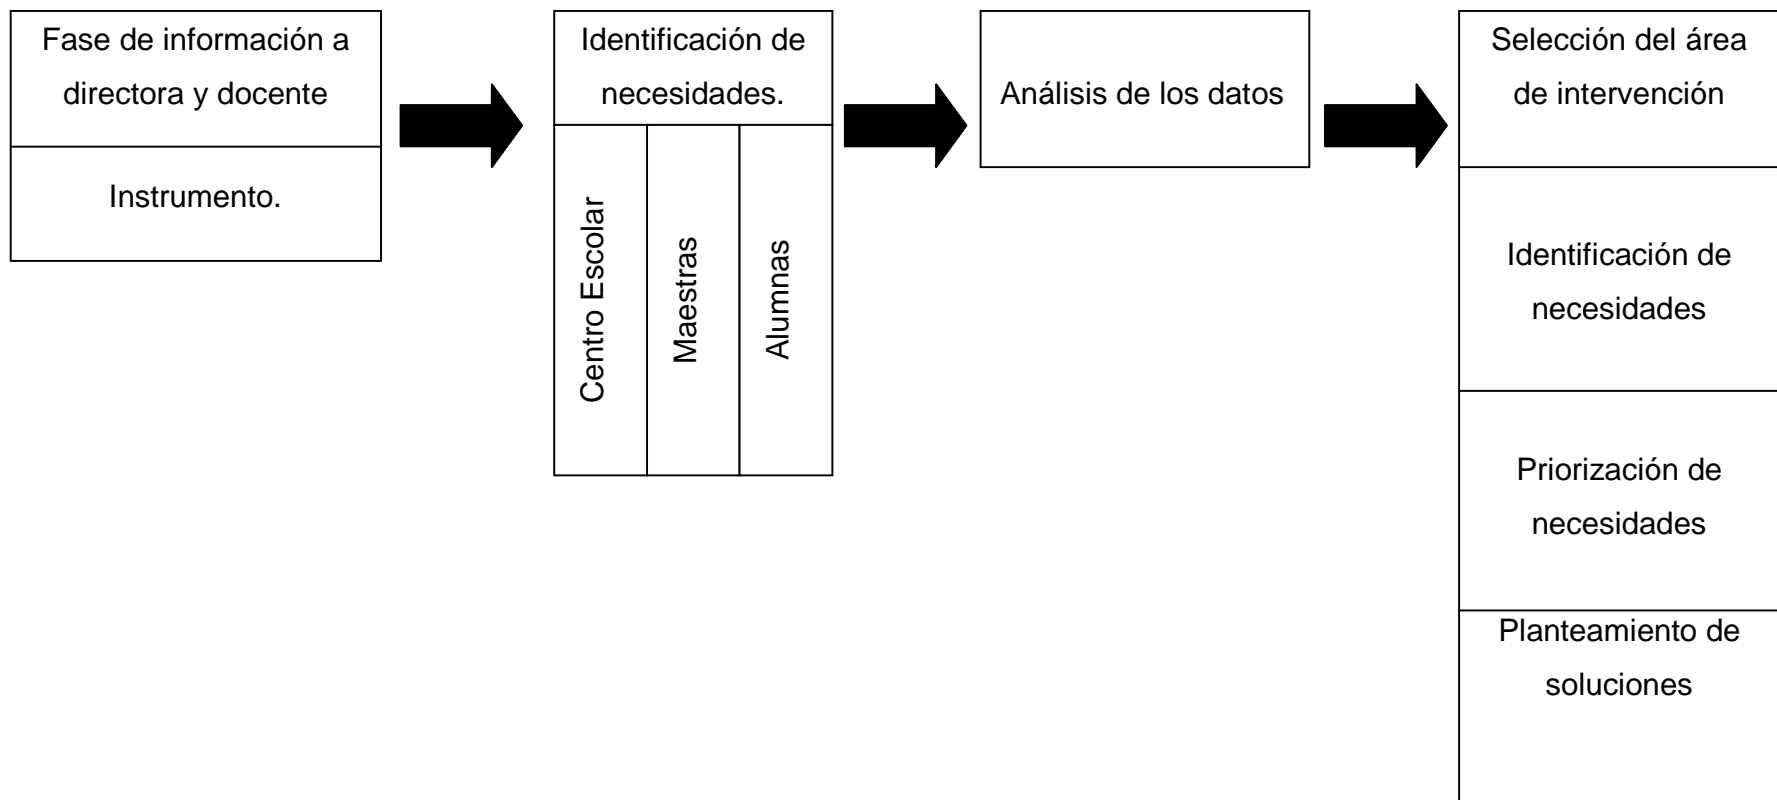 Fase de información a
directora y docente
Instrumento.
Identificación de
necesidades.
Centro Escolar
Maestras
Alumnas
Análisis de los datos
Selección del área
de intervención
Identificación de
necesidades
Priorización de
necesidades
Planteamiento de
soluciones